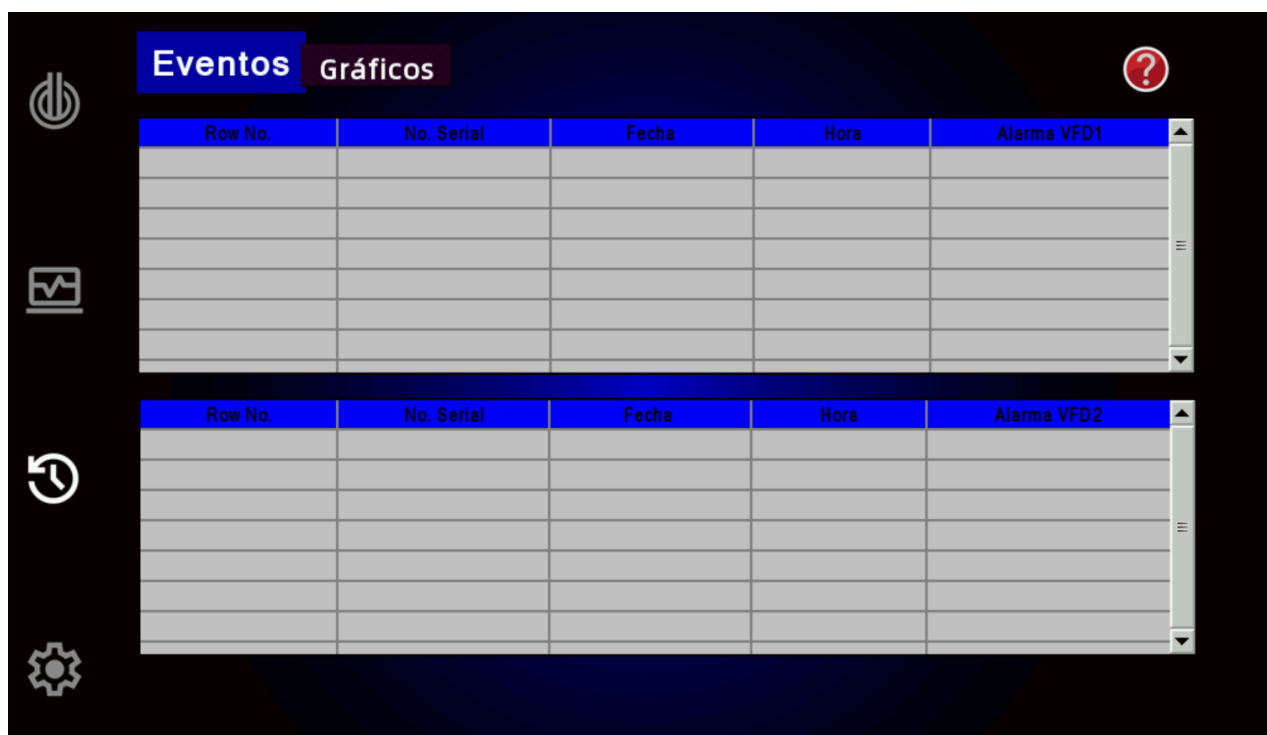 Eventos Gráficos
Row No. No. Serial Fecha Hora Alarma VFD1
Row No. No. Serial Fecha Hora Alarma VFD2